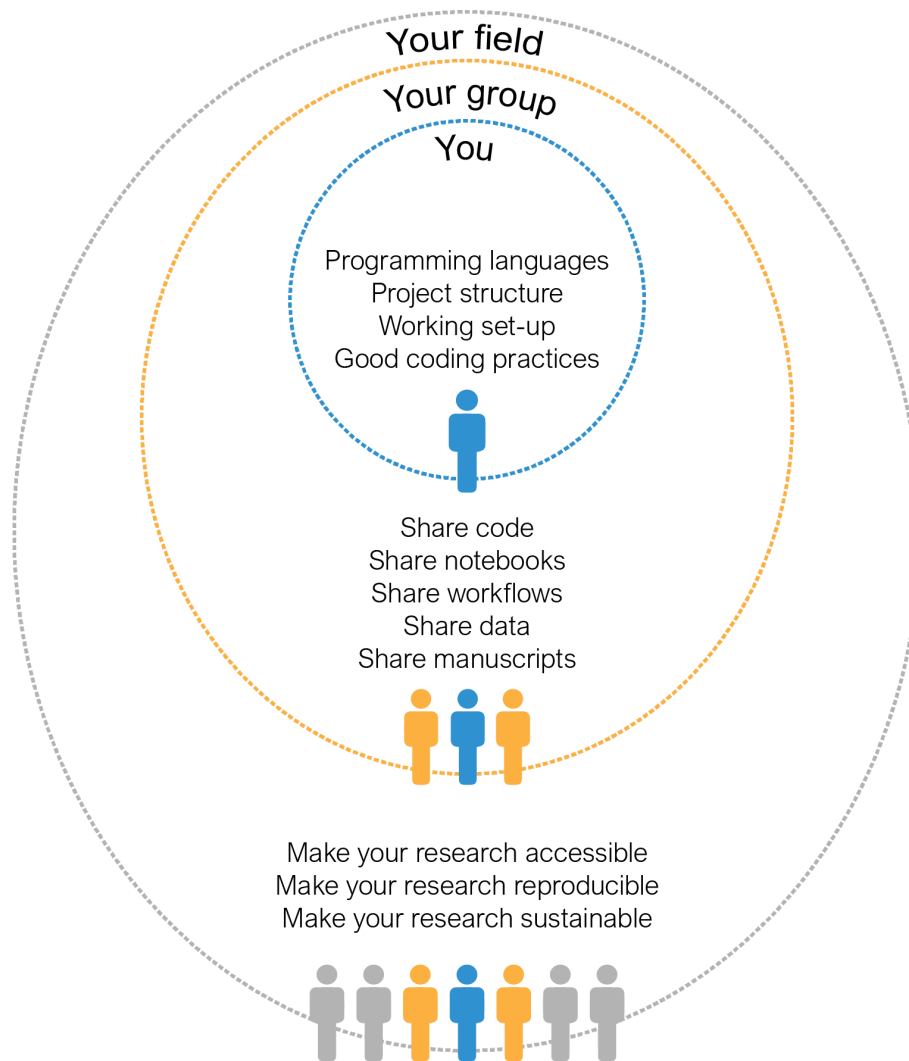 Your field
Your group
You
Programming languages
Project structure
Working set-up
Good coding practices
Share code
Share notebooks
Share workflows
Share data
Share manuscripts
Make your research accessible
Make your research reproducible
Make your research sustainable